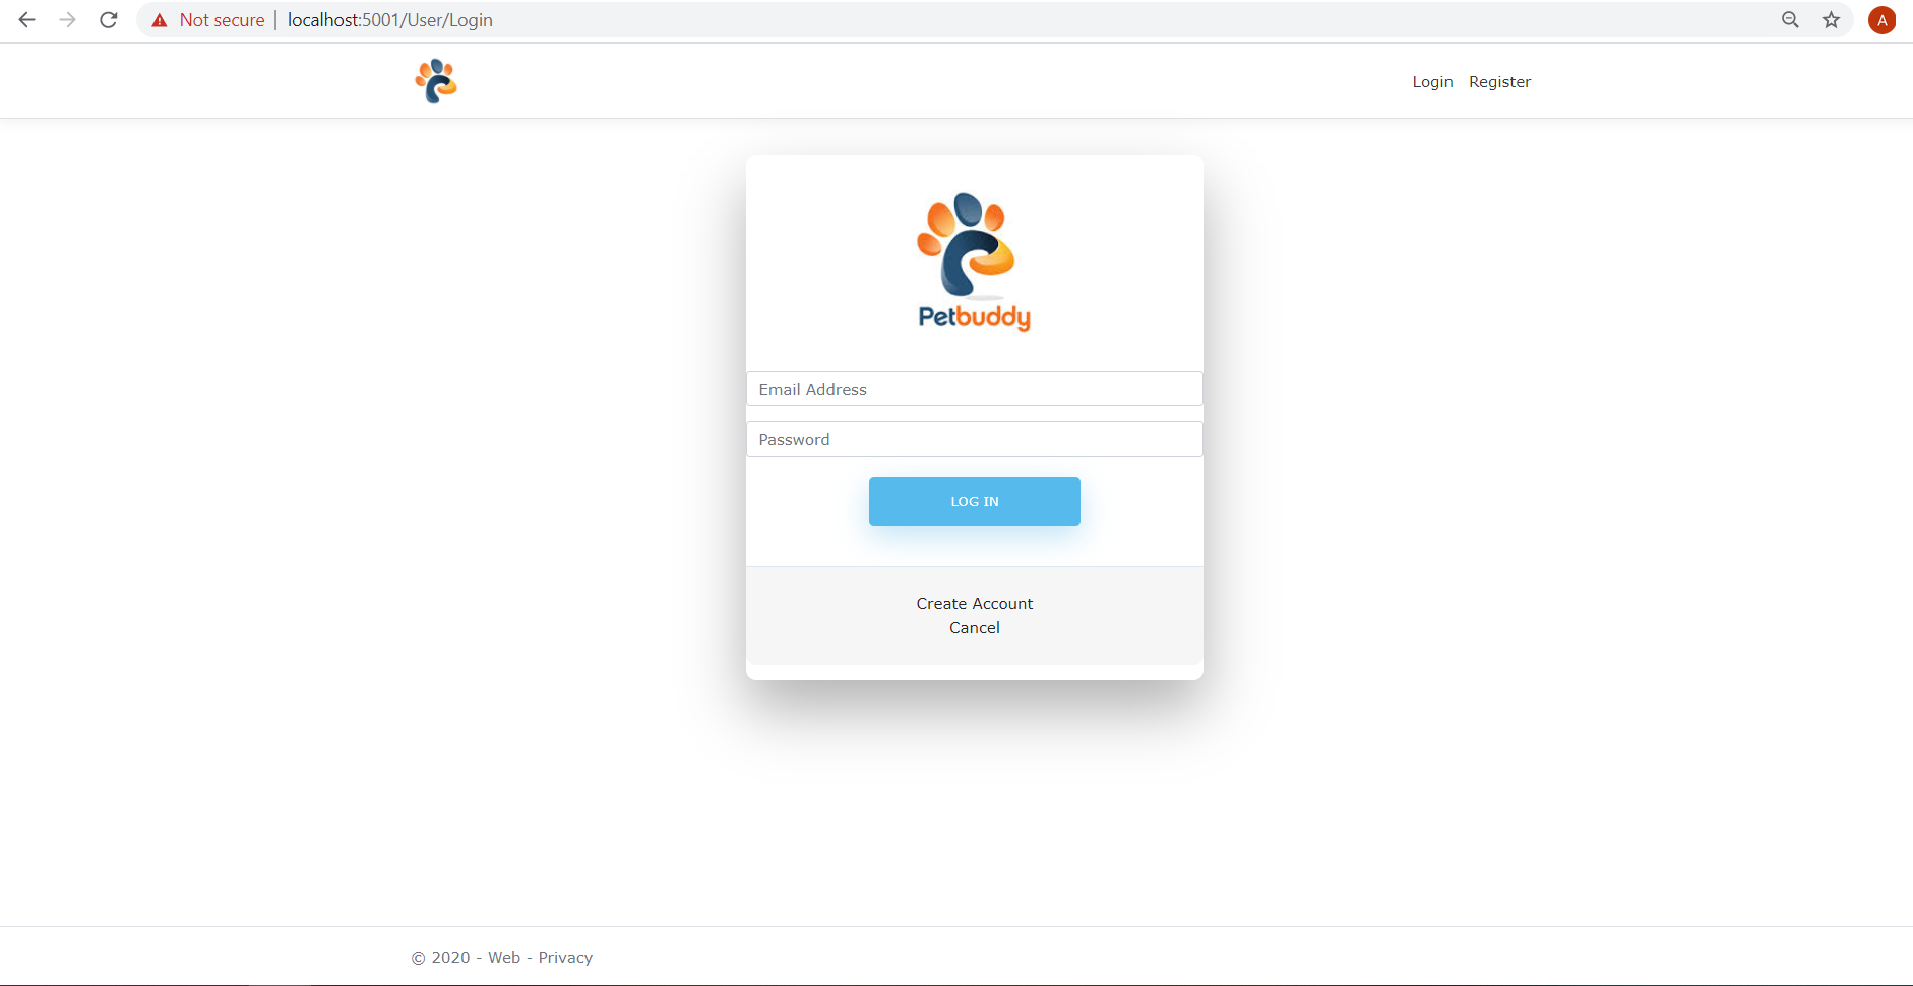 Not secure | localhost:5001/User/Login
A
Login Register
Petbuddy
Email Address
Password
LOG IN
Create Account
Cancel
© 2020 - Web - Privacy